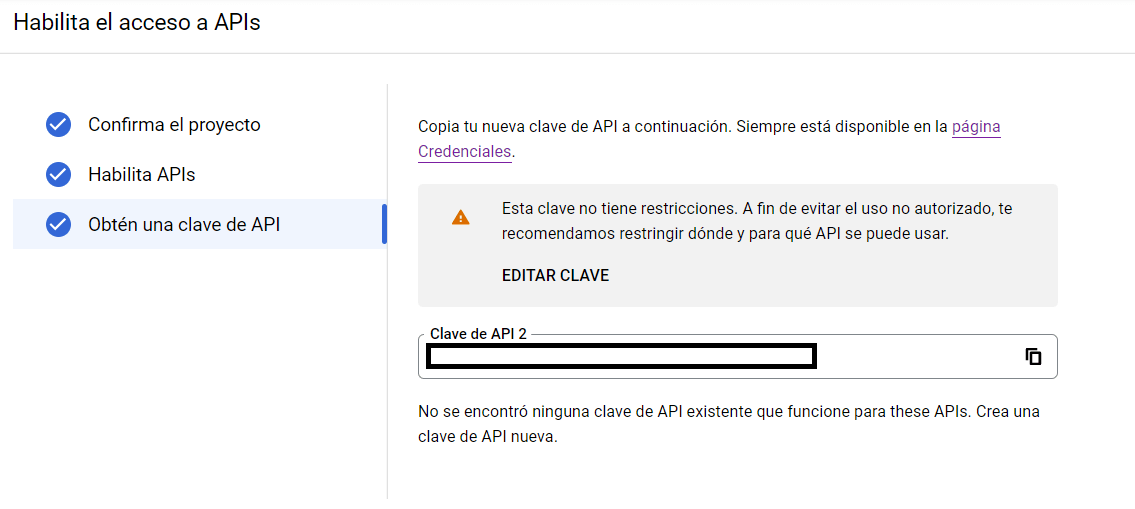 Habilita el acceso a APIs
Confirma el proyecto
Habilita APIs
Obtén una clave de API
Copia tu nueva clave de API a continuación. Siempre está disponible en la página
Credenciales.
Esta clave no tiene restricciones. A fin de evitar el uso no autorizado, te
recomendamos restringir dónde y para qué API se puede usar.
EDITAR CLAVE
Clave de API 2
No se encontró ninguna clave de API existente que funcione para these APIs. Crea una
clave de API nueva.